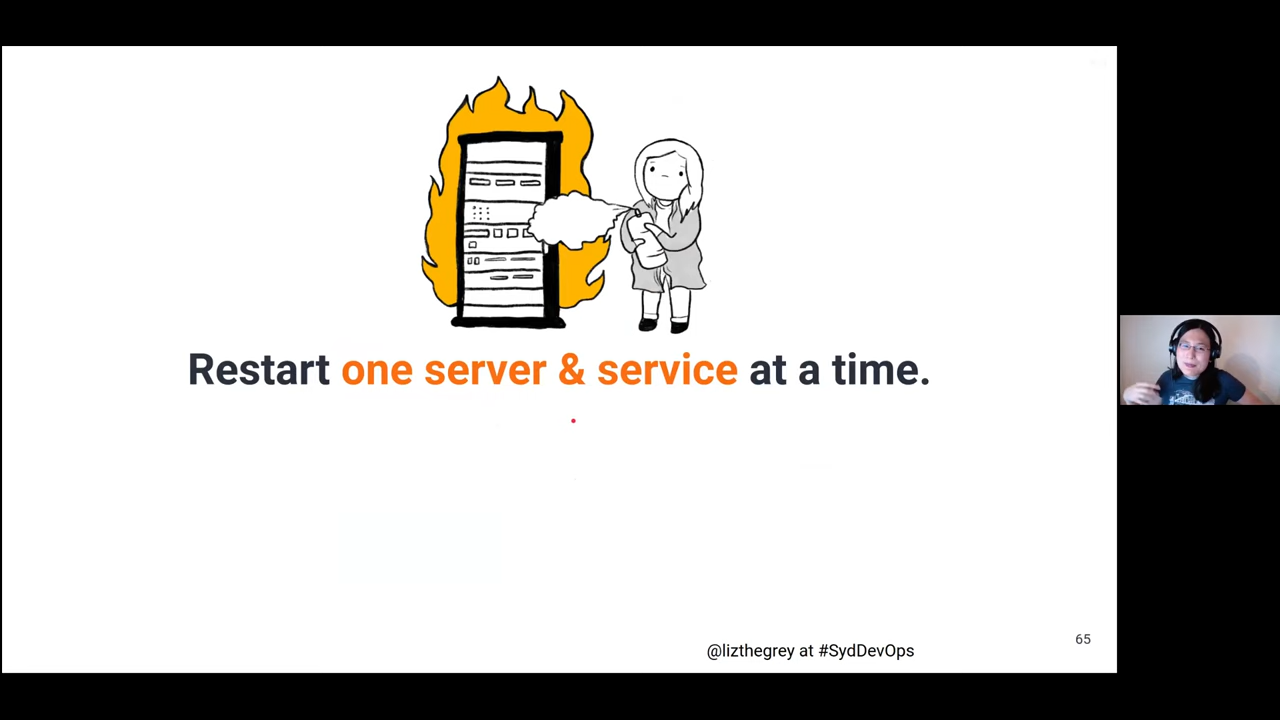 Restart one server & service at a time.
65
@lizthegrey at #SydDevOps